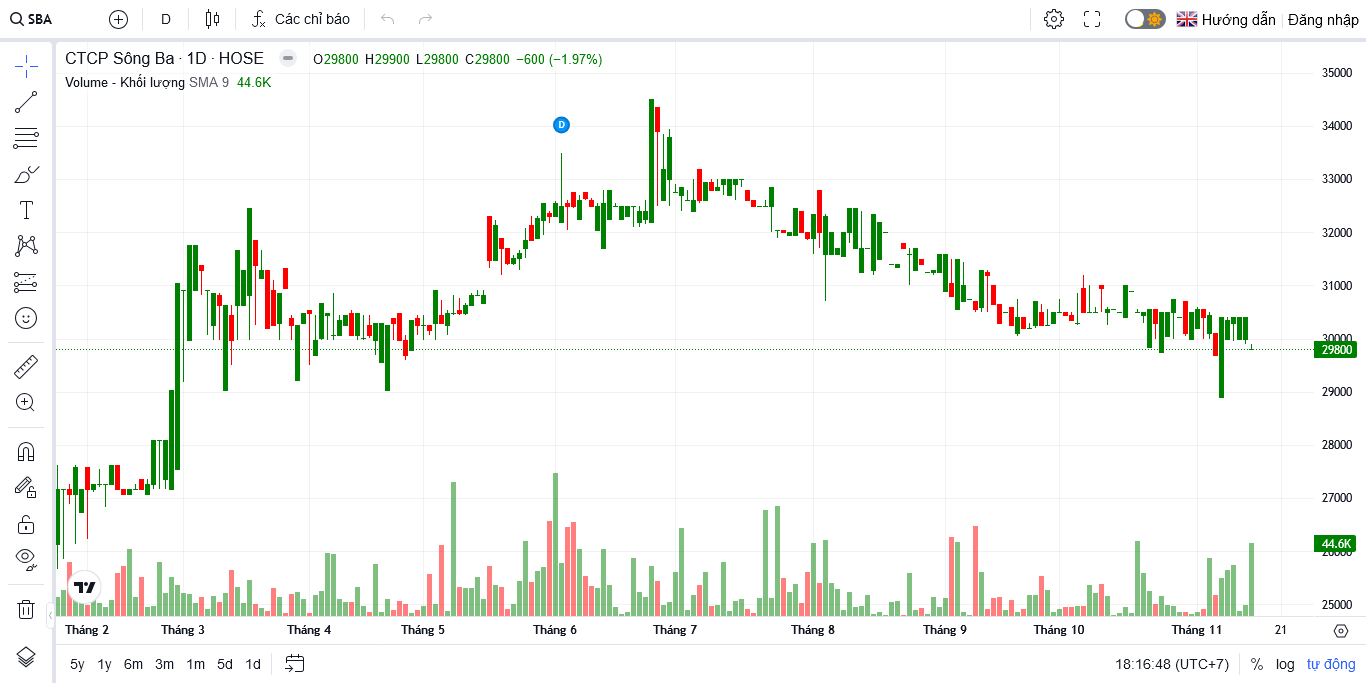 SBA D Các chỉ báo Hướng dẫn Đăng nhập
CTCP Sông Ba · 1D · HOSE O29800 H29900 L29800 C29800 −600 (−1.97%)
Volume - Khối lượng SMA 9 44.6K
D
35000
34000
33000
32000
31000
30000
29800
29000
28000
27000
44.6K
26000
25000
Tháng 2 Tháng 3 Tháng 4 Tháng 5 Tháng 6 Tháng 7 Tháng 8 Tháng 9 Tháng 10 Tháng 11 21
5y 1y 6m 3m 1m 5d 1d 18:16:48 (UTC+7) % log tự động